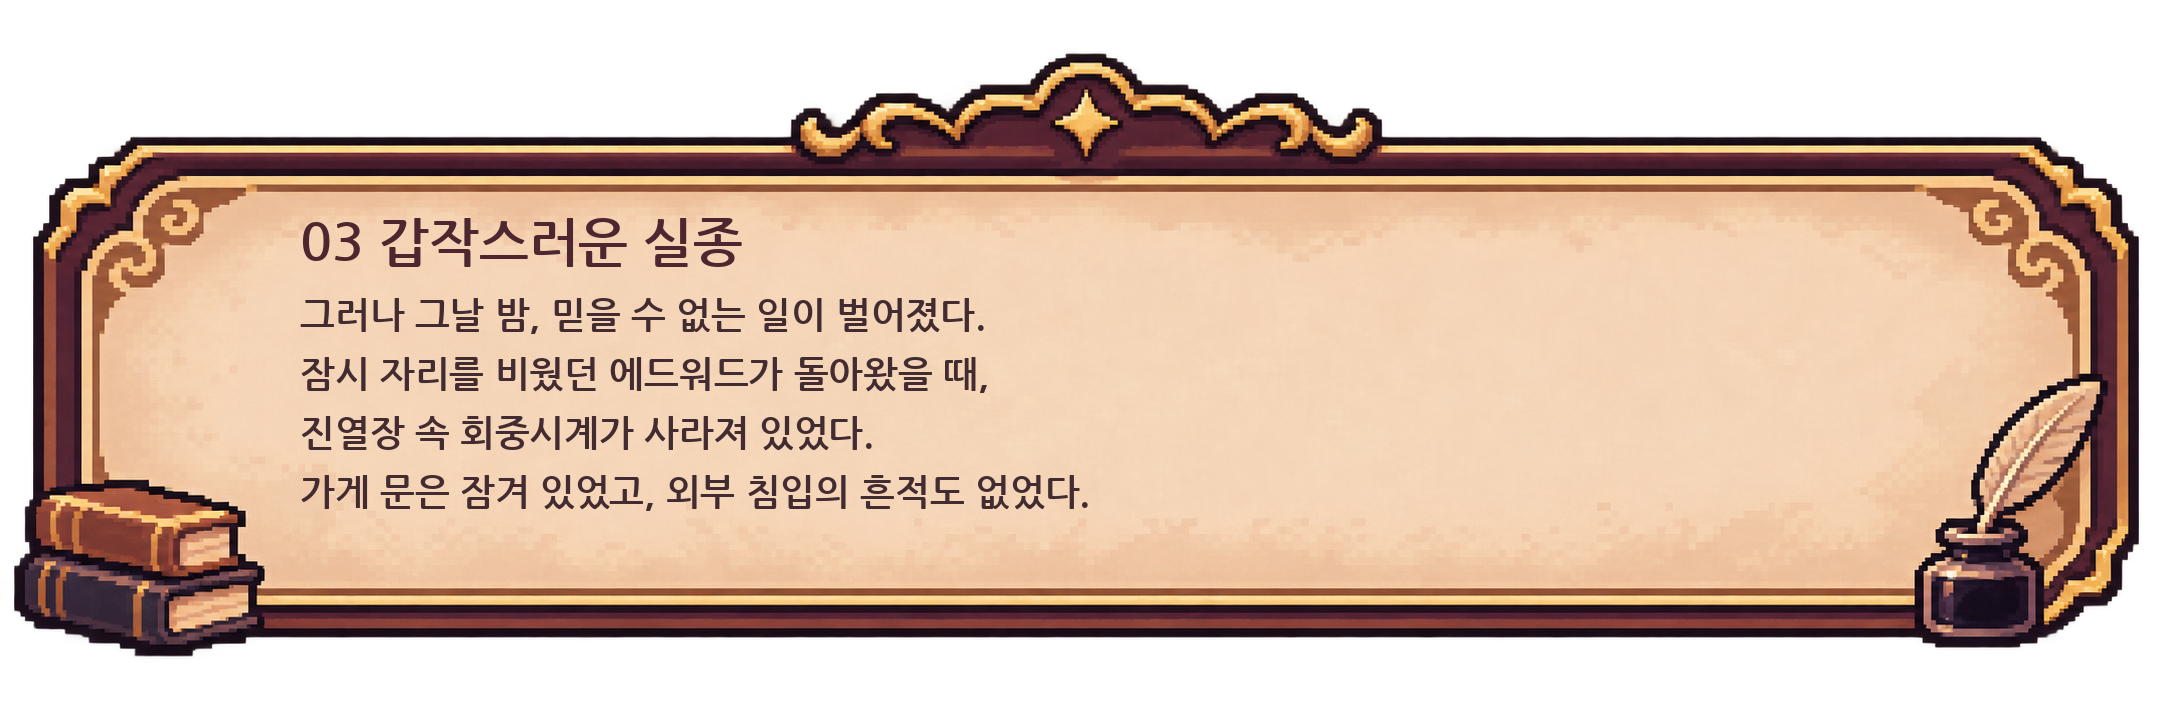 03 갑작스러운 실종
그러나 그날 밤, 믿을 수 없는 일이 벌어졌다.
잠시 자리를 비웠던 에드워드가 돌아왔을 때,
진열장 속 회중시계가 사라져 있었다.
가게 문은 잠겨 있었고, 외부 침입의 흔적도 없었다.